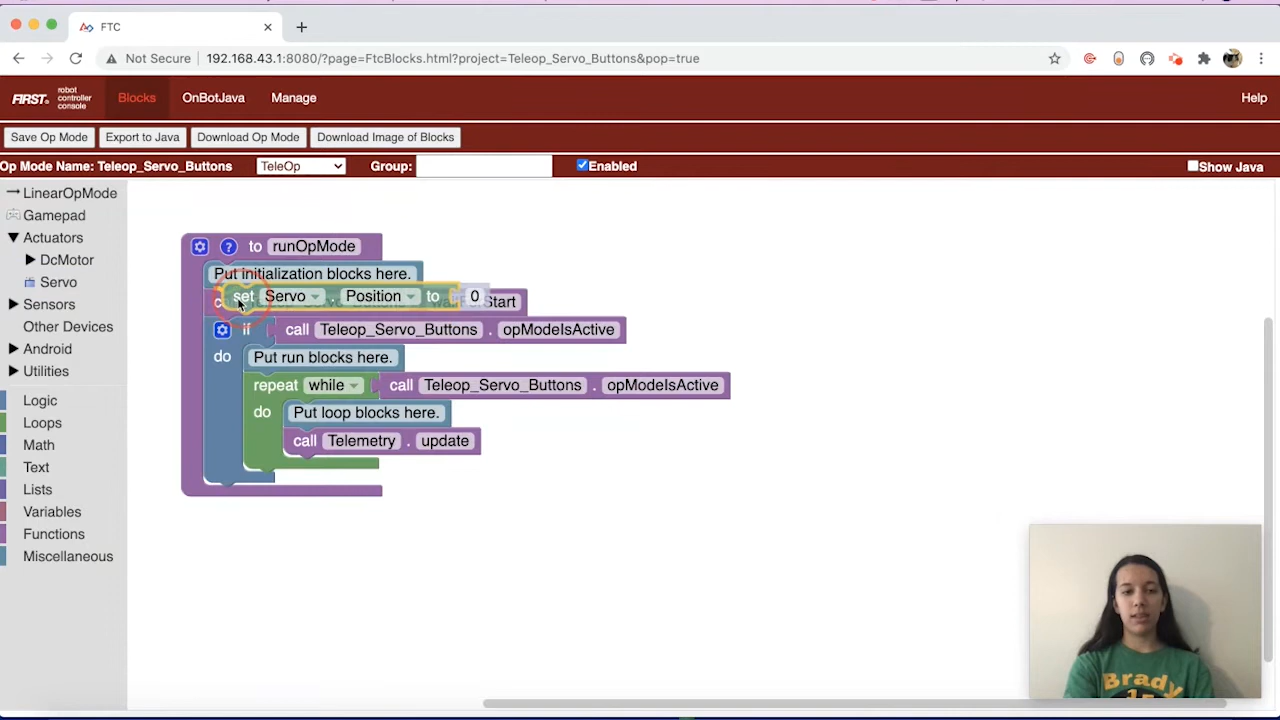 FTC
Not Secure 192.168.43.1:8080/?page=FtcBlocks.html?project=Teleop_Servo_Buttons&pop=true
FIRST. robot controller console Blocks OnBotJava Manage Help
Save Op Mode Export to Java Download Op Mode Download Image of Blocks
Op Mode Name: Teleop_Servo_Buttons TeleOp Group: Enabled Show Java
LinearOpMode
Gamepad
Actuators
DcMotor
Servo
Sensors
Other Devices
Android
Utilities
Logic
Loops
Math
Text
Lists
Variables
Functions
Miscellaneous
to runOpMode
Put initialization blocks here.
set Servo . Position to 0
Start
if call Teleop_Servo_Buttons . opModeIsActive
do Put run blocks here.
repeat while call Teleop_Servo_Buttons . opModeIsActive
do Put loop blocks here.
call Telemetry . update
Brady